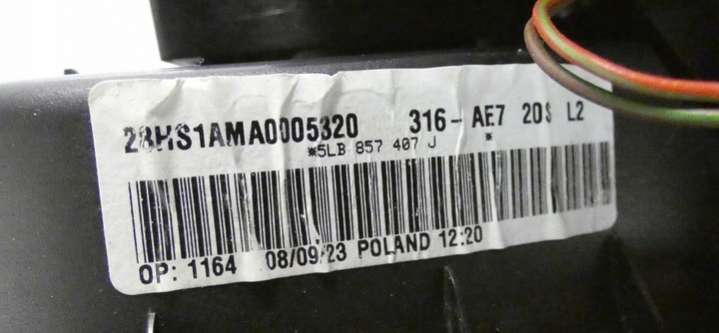 28HS1AMA0005320 316- AE7 20S L2
*5LB 857 407 J *
OP: 1164 08/09/23 POLAND 12:20